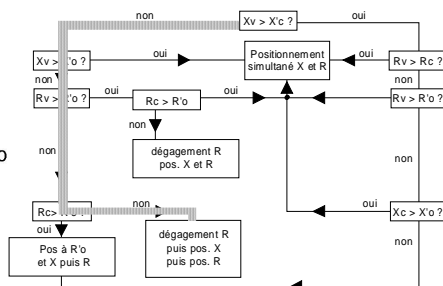 non
Xv > X'c ?
oui
Xv > X'o ?
oui
Positionnement
simultané X et R
oui
Rv > Rc ?
non
non
Rv > R'o ?
oui
Rc > R'o
oui
Rv > R'o ?
non
non
dégagement R
pos. X et R
non
non
oui
Xc > X'o ?
Rc>
oui
dégagement R
puis pos. X
puis pos. R
non
Pos à R'o
et X puis R